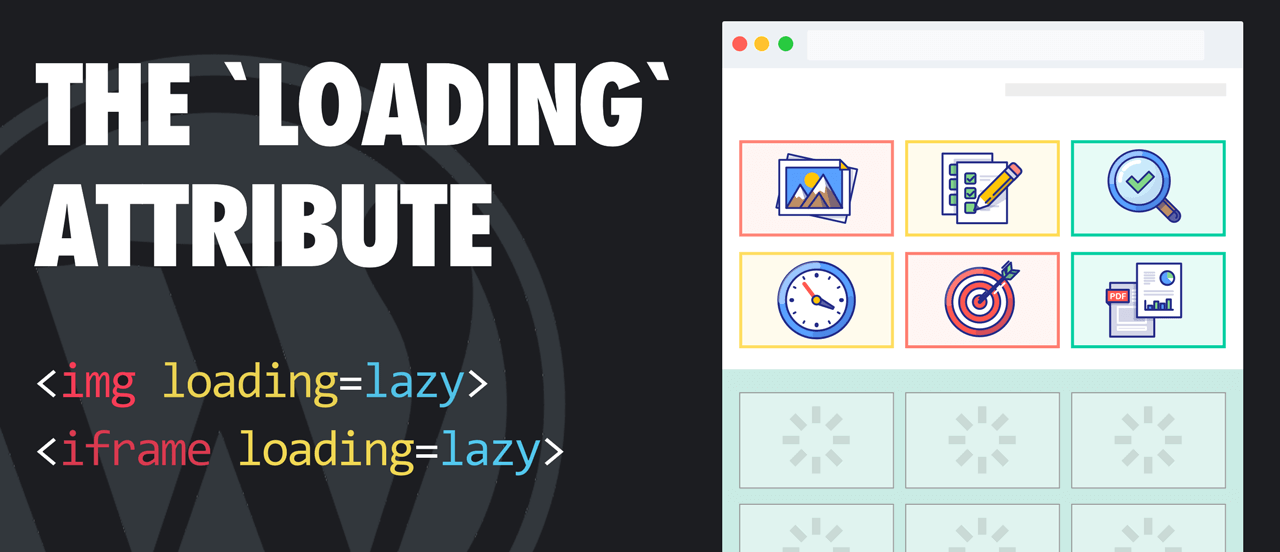 THE `LOADING`
ATTRIBUTE
<img loading=lazy>
<iframe loading=lazy>
PDF